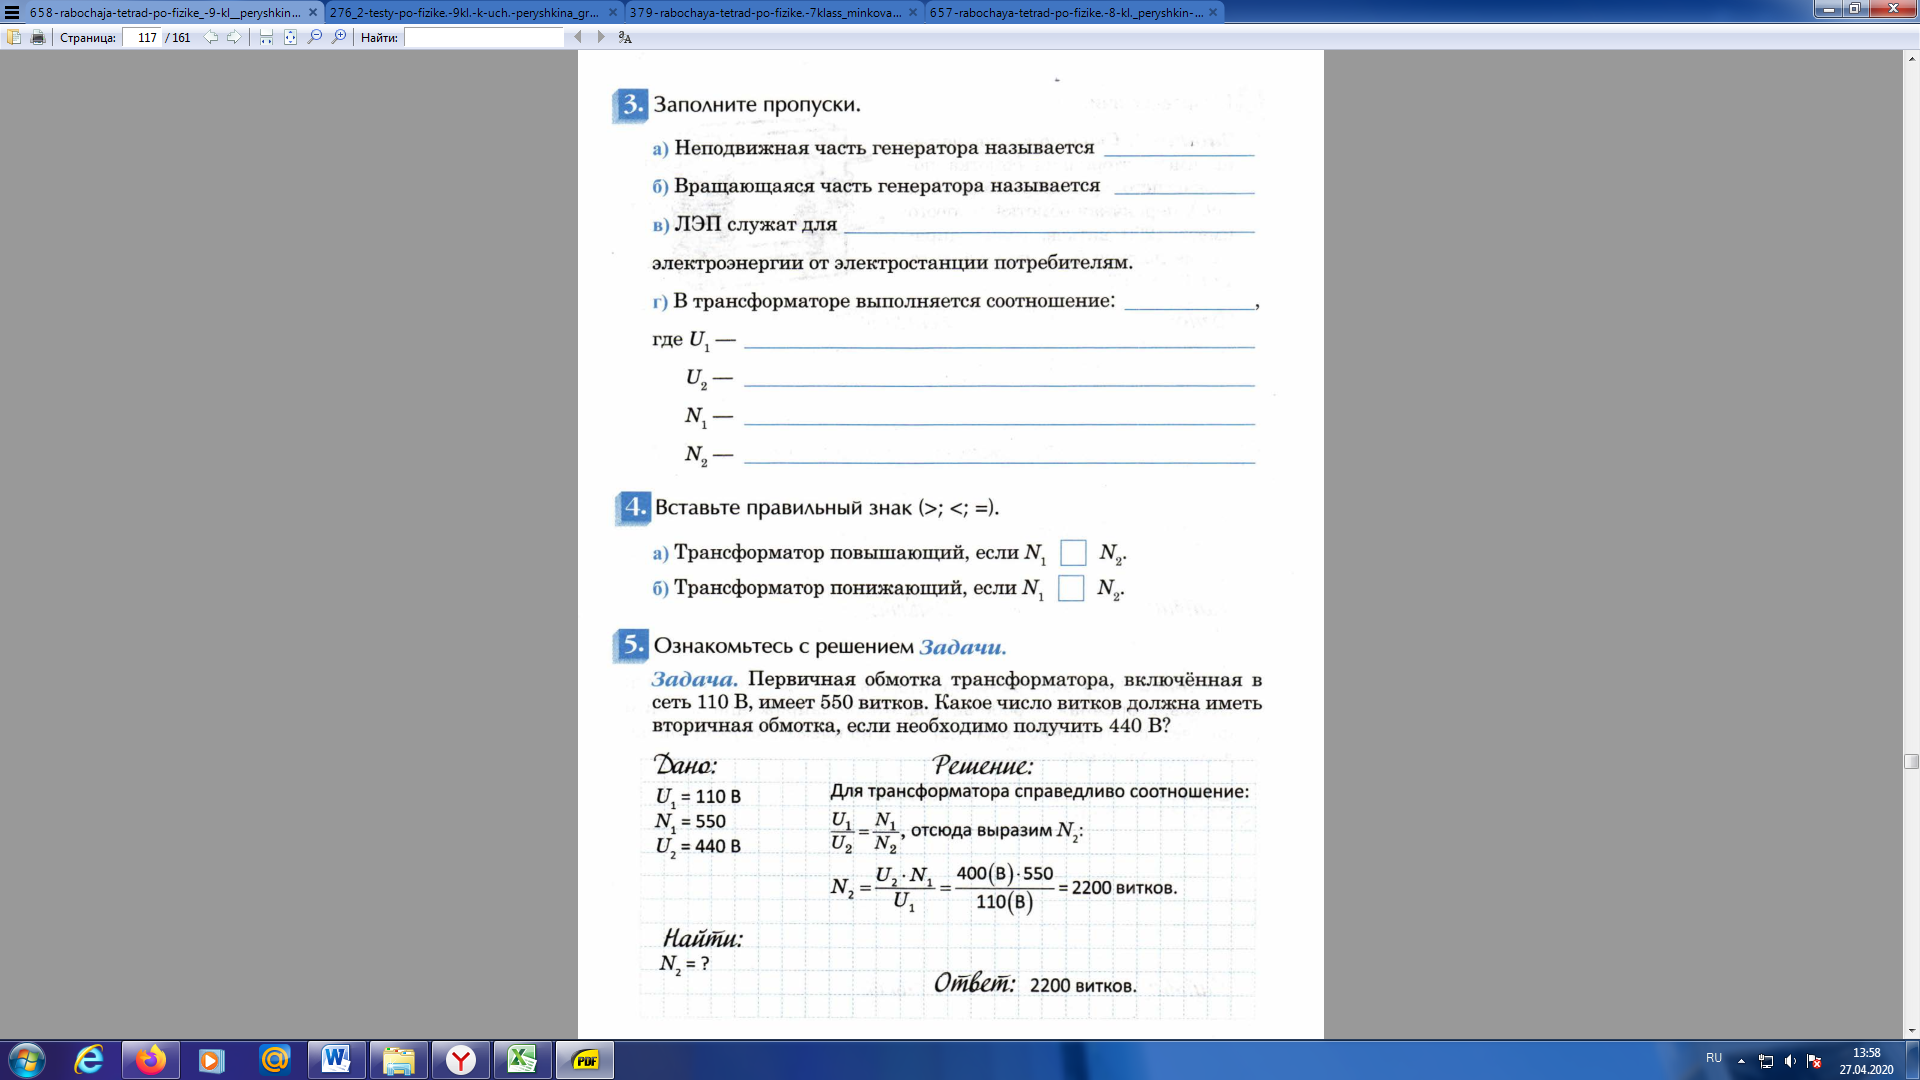 658-rabochaja-tetrad-po-fizike_-9-kl__peryshkin... 276_2-testy-po-fizike.-9kl.-k-uch.-peryshkina_gr... 379-rabochaya-tetrad-po-fizike.-7klass_minkova... 657-rabochaya-tetrad-po-fizike.-8-kl._peryshkin-...
Страница: 117 / 161 Найти:
3. Заполните пропуски.
а) Неподвижная часть генератора называется
б) Вращающаяся часть генератора называется
в) ЛЭП служат для
электроэнергии от электростанции потребителям.
г) В трансформаторе выполняется соотношение: ,
где U₁ —
U₂ —
N₁ —
N₂ —
4. Вставьте правильный знак (>; <; =).
а) Трансформатор повышающий, если N₁ □ N₂.
б) Трансформатор понижающий, если N₁ □ N₂.
5. Ознакомьтесь с решением Задачи.
Задача. Первичная обмотка трансформатора, включённая в
сеть 110 В, имеет 550 витков. Какое число витков должна иметь
вторичная обмотка, если необходимо получить 440 В?
Дано:
U₁ = 110 В
N₁ = 550
U₂ = 440 В
Найти:
N₂ = ?
Решение:
Для трансформатора справедливо соотношение:
U₁/U₂ = N₁/N₂, отсюда выразим N₂:
N₂ = U₂·N₁/U₁ = 400(В)·550/110(В) = 2200 витков.
Ответ: 2200 витков.
PDF
RU
13:58
27.04.2020